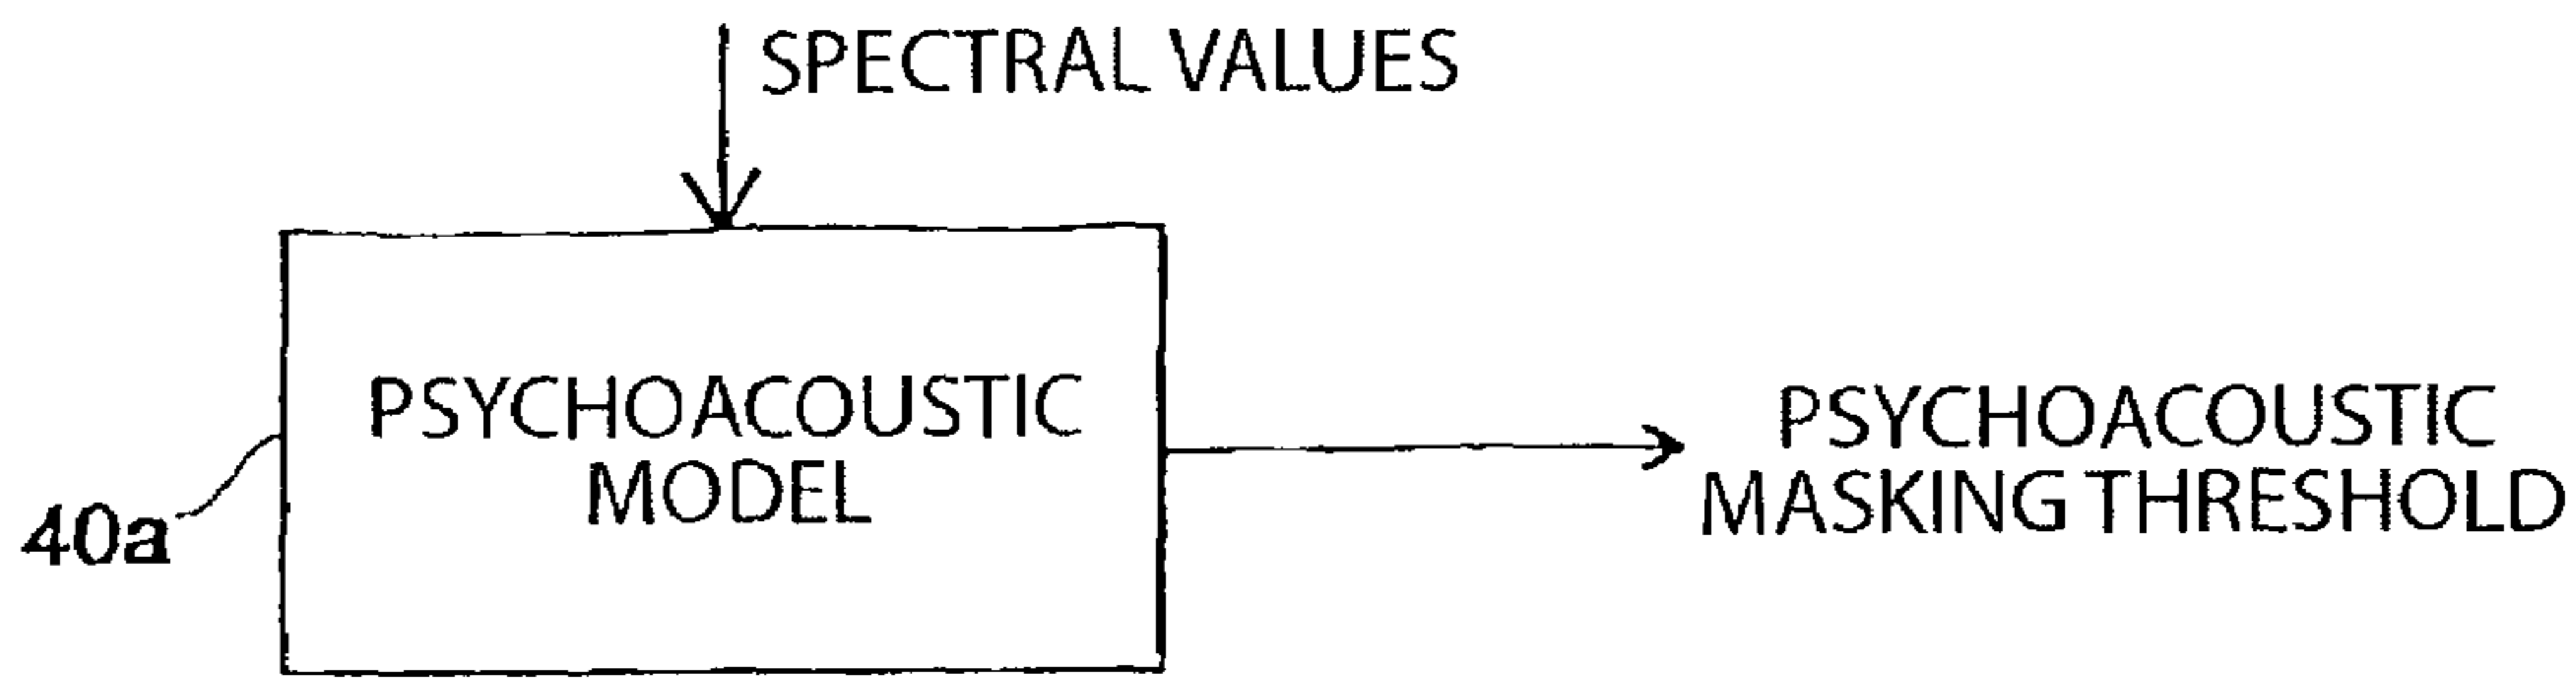 SPECTRAL VALUES
PSYCHOACOUSTIC
MODEL
40a
PSYCHOACOUSTIC
MASKING THRESHOLD